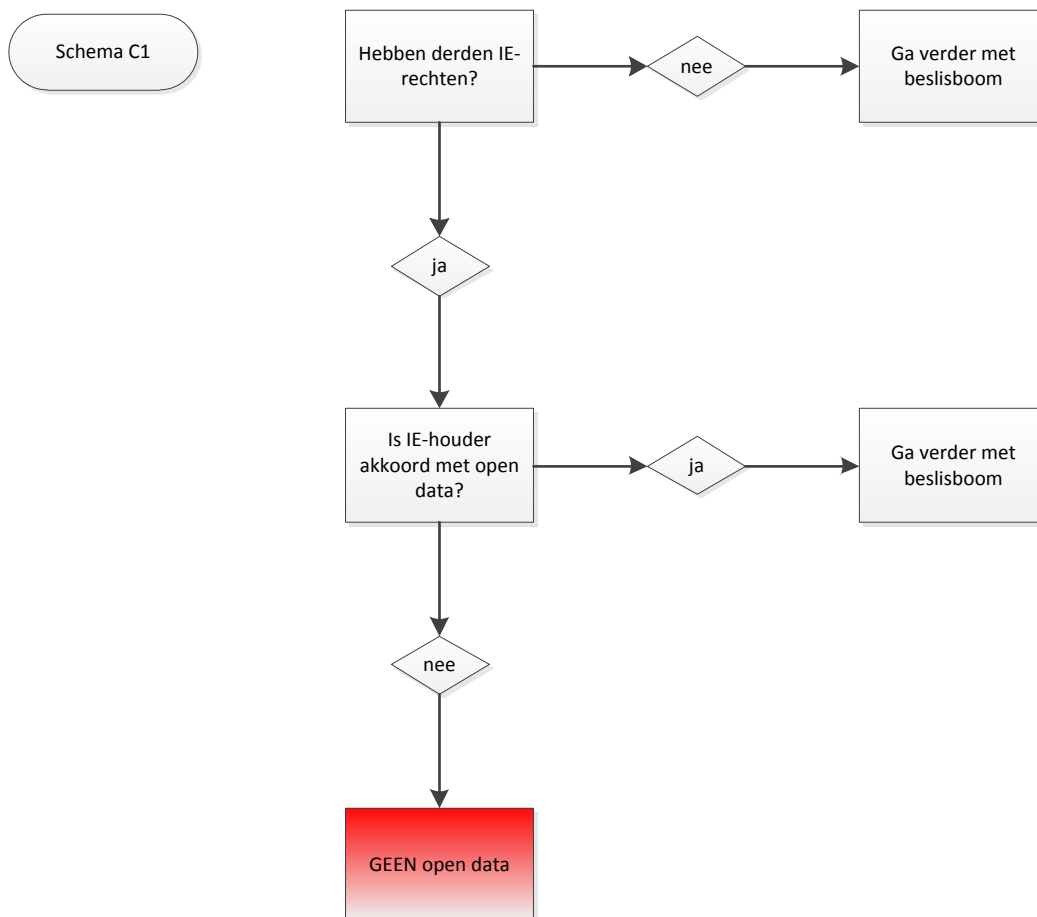 Schema C1
Hebben derden IE-
rechten?
nee
Ga verder met
beslisboom
ja
Is IE-houder
akkoord met open
data?
ja
Ga verder met
beslisboom
nee
GEEN open data